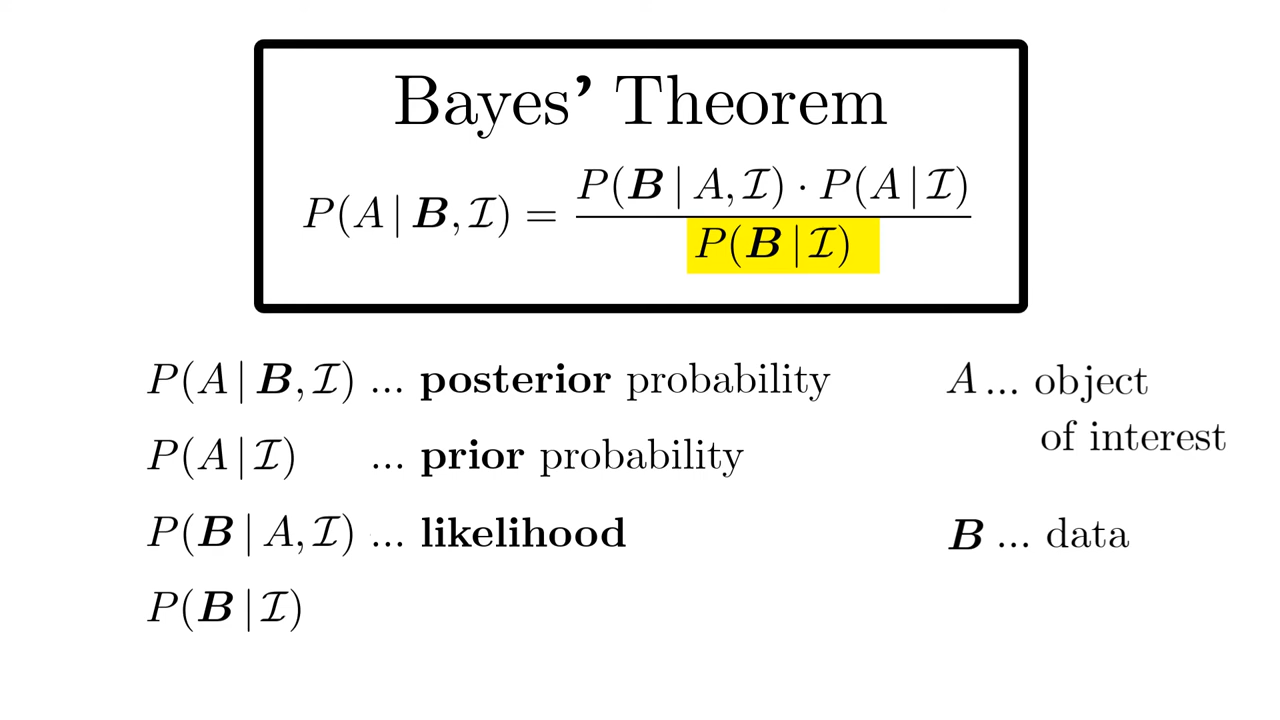 Bayes’ Theorem
P(A | B, ℐ) = P(B | A, ℐ) · P(A | ℐ) / P(B | ℐ)
P(A | B, ℐ) ... posterior probability
P(A | ℐ) ... prior probability
P(B | A, ℐ) ... likelihood
P(B | ℐ)
A ... object
of interest
B ... data